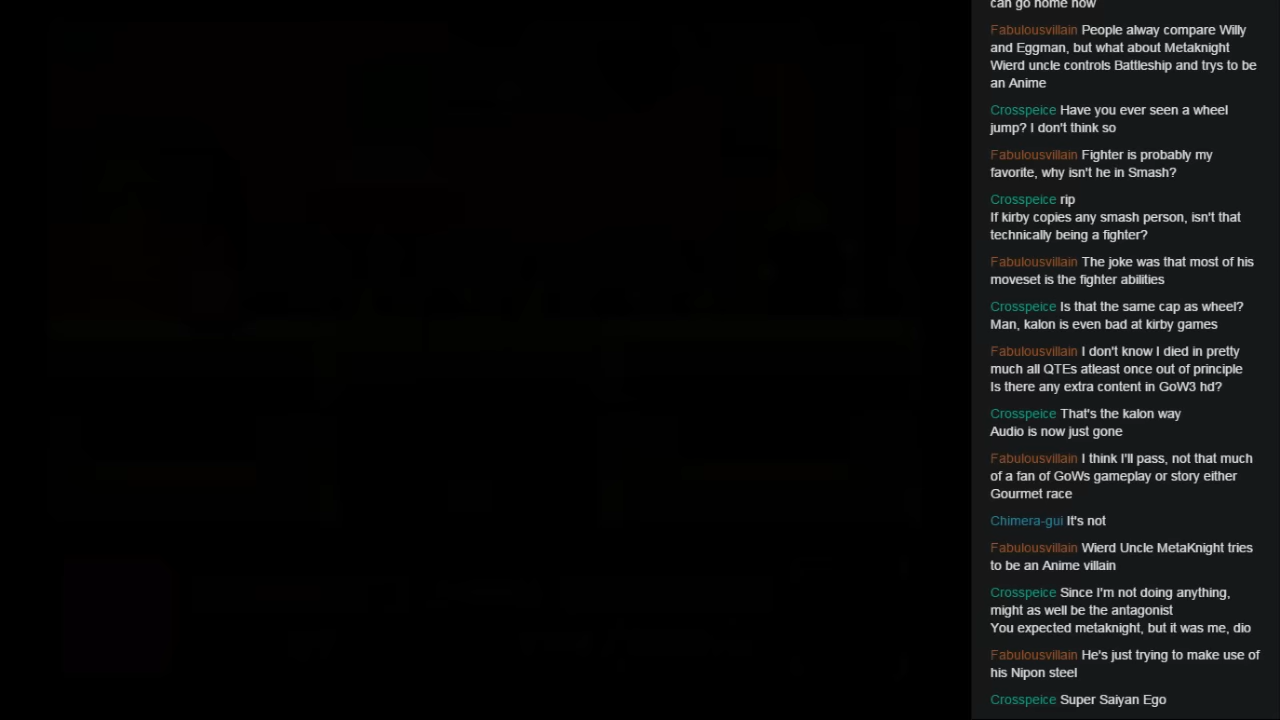 can go home now
Fabulousvillain People alway compare Willy
and Eggman, but what about Metaknight
Wierd uncle controls Battleship and trys to be
an Anime
Crosspeice Have you ever seen a wheel
jump? I don't think so
Fabulousvillain Fighter is probably my
favorite, why isn't he in Smash?
Crosspeice rip
If kirby copies any smash person, isn't that
technically being a fighter?
Fabulousvillain The joke was that most of his
moveset is the fighter abilities
Crosspeice Is that the same cap as wheel?
Man, kalon is even bad at kirby games
Fabulousvillain I don't know I died in pretty
much all QTEs atleast once out of principle
Is there any extra content in GoW3 hd?
Crosspeice That's the kalon way
Audio is now just gone
Fabulousvillain I think I'll pass, not that much
of a fan of GoWs gameplay or story either
Gourmet race
Chimera-gui It's not
Fabulousvillain Wierd Uncle MetaKnight tries
to be an Anime villain
Crosspeice Since I'm not doing anything,
might as well be the antagonist
You expected metaknight, but it was me, dio
Fabulousvillain He's just trying to make use of
his Nipon steel
Crosspeice Super Saiyan Ego